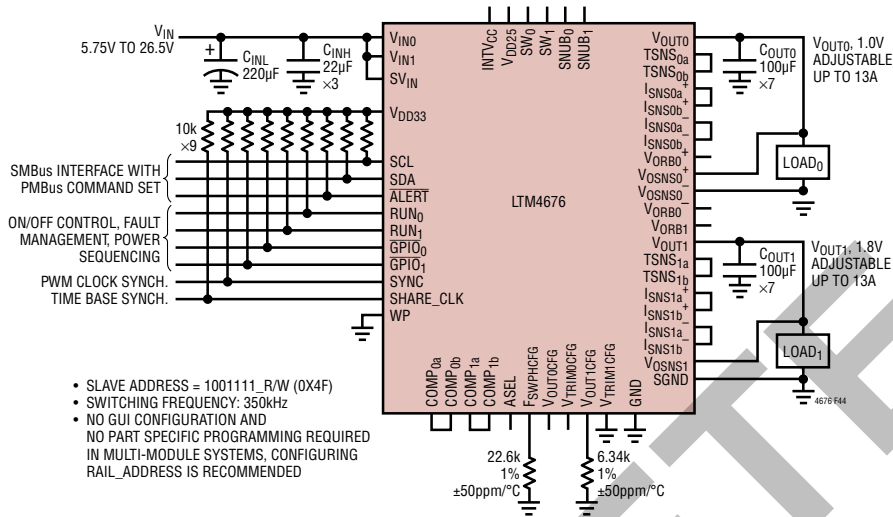 VIN
5.75V TO 26.5V
CINL
220µF
CINH
22µF
×3
10k
×9
SMBus INTERFACE WITH
PMBus COMMAND SET
ON/OFF CONTROL, FAULT
MANAGEMENT, POWER
SEQUENCING
PWM CLOCK SYNCH.
TIME BASE SYNCH.
VIN0
VIN1
SVIN
VDD33
SCL
SDA
ALERT
RUN0
RUN1
GPIO0
GPIO1
SYNC
SHARE_CLK
WP
INTVCC
VDD25
SW0
SW1
SNUB0
SNUB1
LTM4676
VOUT0
TSNS0a
TSNS0b
ISNS0a+
ISNS0b+
ISNS0a–
ISNS0b–
VORB0+
VOSNS0+
VOSNS0–
VORB0–
VORB1
VOUT1
TSNS1a
TSNS1b
ISNS1a+
ISNS1b+
ISNS1a–
ISNS1b–
VOSNS1
SGND
COUT0
100µF
×7
VOUT0, 1.0V
ADJUSTABLE
UP TO 13A
LOAD0
COUT1
100µF
×7
VOUT1, 1.8V
ADJUSTABLE
UP TO 13A
LOAD1
4676 F44
COMP0a
COMP0b
COMP1a
COMP1b
ASEL
FSWPHCFG
VOUT0CFG
VTRIM0CFG
VOUT1CFG
VTRIM1CFG
GND
22.6k
1%
±50ppm/°C
6.34k
1%
±50ppm/°C
• SLAVE ADDRESS = 1001111_R/W (0X4F)
• SWITCHING FREQUENCY: 350kHz
• NO GUI CONFIGURATION AND
NO PART SPECIFIC PROGRAMMING REQUIRED
IN MULTI-MODULE SYSTEMS, CONFIGURING
RAIL_ADDRESS IS RECOMMENDED